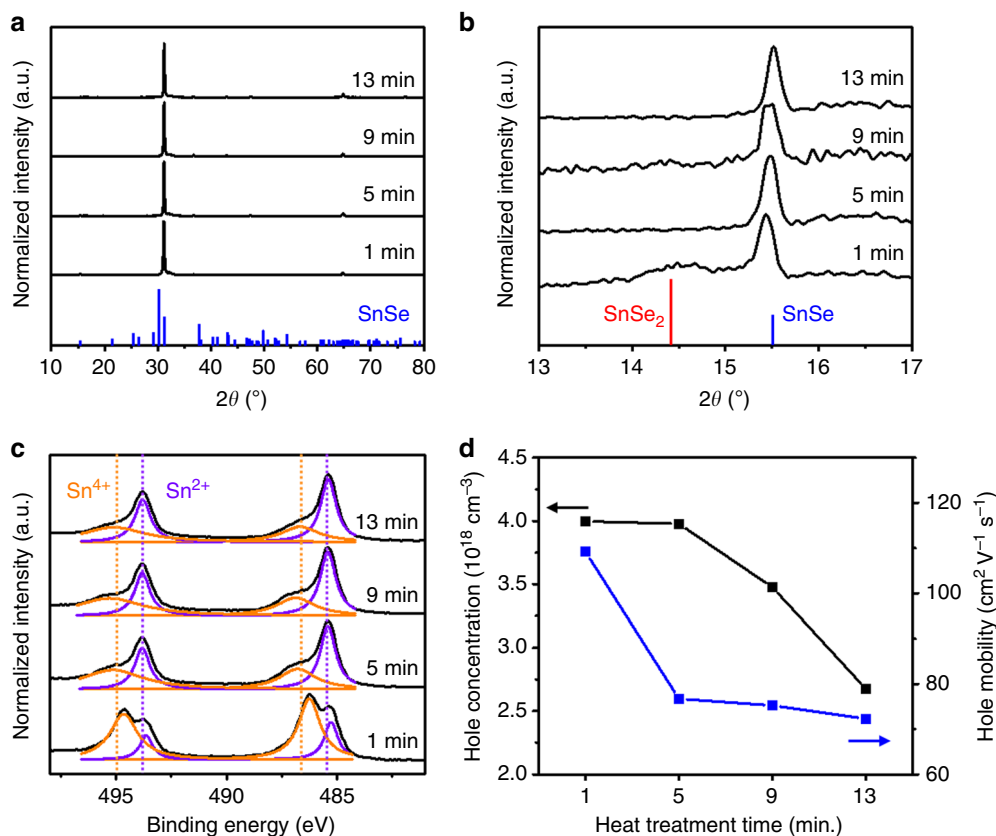 a
Normalized intensity (a.u.)
13 min
9 min
5 min
1 min
SnSe
10 20 30 40 50 60 70 80
2θ (°)
b
Normalized intensity (a.u.)
13 min
9 min
5 min
1 min
SnSe₂
SnSe
13 14 15 16 17
2θ (°)
c
Normalized intensity (a.u.)
Sn⁴⁺ Sn²⁺
13 min
9 min
5 min
1 min
495 490 485
Binding energy (eV)
d
Hole concentration (10¹⁸ cm⁻³)
4.5
4.0
3.5
3.0
2.5
2.0
120
100
80
60
Hole mobility (cm² V⁻¹ s⁻¹)
1 5 9 13
Heat treatment time (min.)